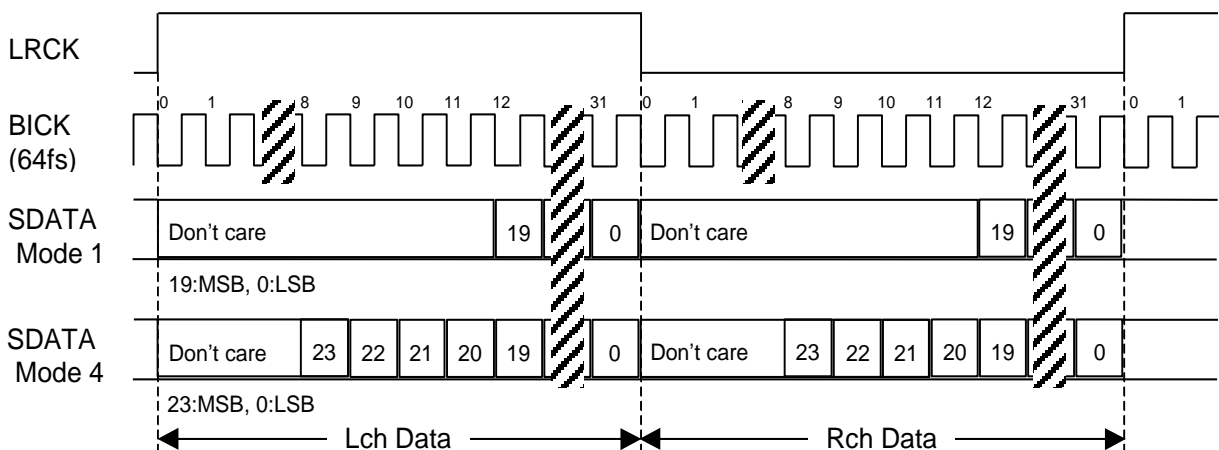 LRCK
0 1 8 9 10 11 12 31 0 1 8 9 10 11 12 31 0 1
BICK
(64fs)
SDATA
Mode 1
Don't care 19 0 Don't care 19 0
19:MSB, 0:LSB
SDATA
Mode 4
Don't care 23 22 21 20 19 0 Don't care 23 22 21 20 19 0
23:MSB, 0:LSB
Lch Data Rch Data